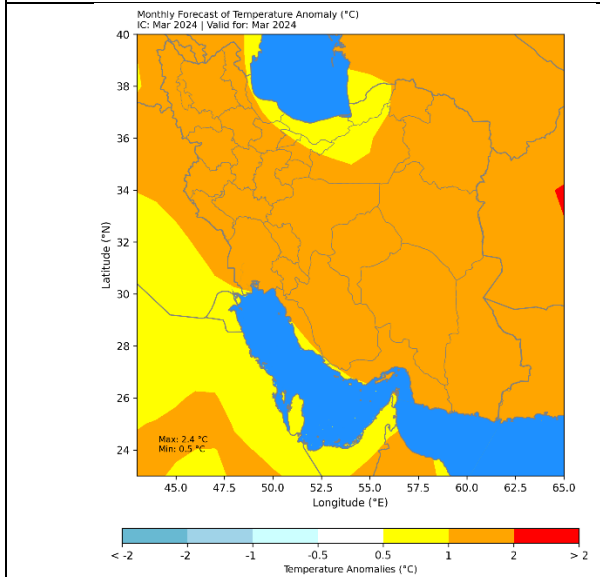 Monthly Forecast of Temperature Anomaly (°C)
IC: Mar 2024 | Valid for: Mar 2024
40
38
36
34
32
30
28
26
24
Latitude (°N)
Max: 2.4 °C
Min: 0.5 °C
45.0 47.5 50.0 52.5 55.0 57.5 60.0 62.5 65.0
Longitude (°E)
< -2 -2 -1 -0.5 0.5 1 2 > 2
Temperature Anomalies (°C)